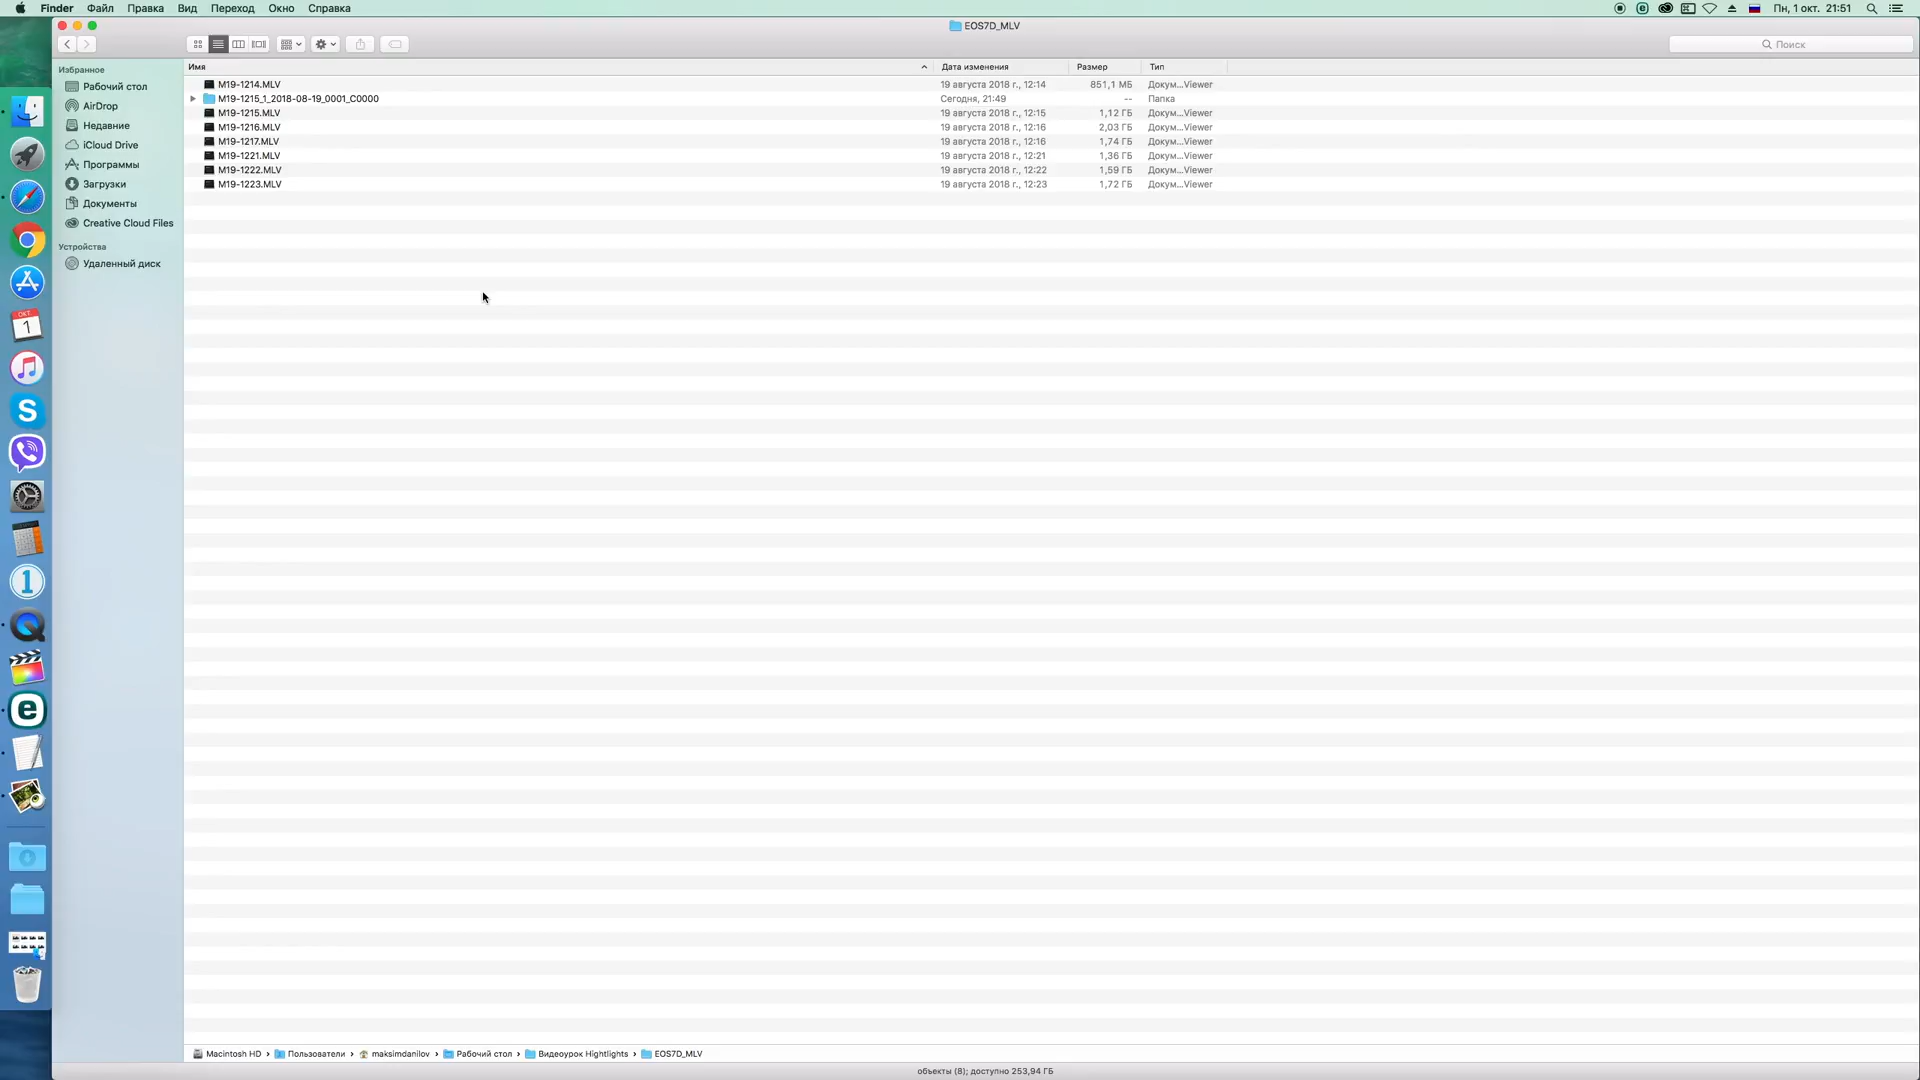 Finder Файл Правка Вид Переход Окно Справка Пн, 1 окт. 21:51
EOS7D_MLV
Поиск
Избранное
Рабочий стол
AirDrop
Недавние
iCloud Drive
Программы
Загрузки
Документы
Creative Cloud Files
Устройства
Удаленный диск
Имя Дата изменения Размер Тип
M19-1214.MLV 19 августа 2018 г., 12:14 851,1 МБ Докум...Viewer
M19-1215_1_2018-08-19_0001_C0000 Сегодня, 21:49 -- Папка
M19-1215.MLV 19 августа 2018 г., 12:15 1,12 ГБ Докум...Viewer
M19-1216.MLV 19 августа 2018 г., 12:16 2,03 ГБ Докум...Viewer
M19-1217.MLV 19 августа 2018 г., 12:16 1,74 ГБ Докум...Viewer
M19-1221.MLV 19 августа 2018 г., 12:21 1,36 ГБ Докум...Viewer
M19-1222.MLV 19 августа 2018 г., 12:22 1,59 ГБ Докум...Viewer
M19-1223.MLV 19 августа 2018 г., 12:23 1,72 ГБ Докум...Viewer
ОКТ.
1
S
1
e
Macintosh HD › Пользователи › maksimdanilov › Рабочий стол › Видеоурок Hightlights › EOS7D_MLV
объекты (8); доступно 253,94 ГБ